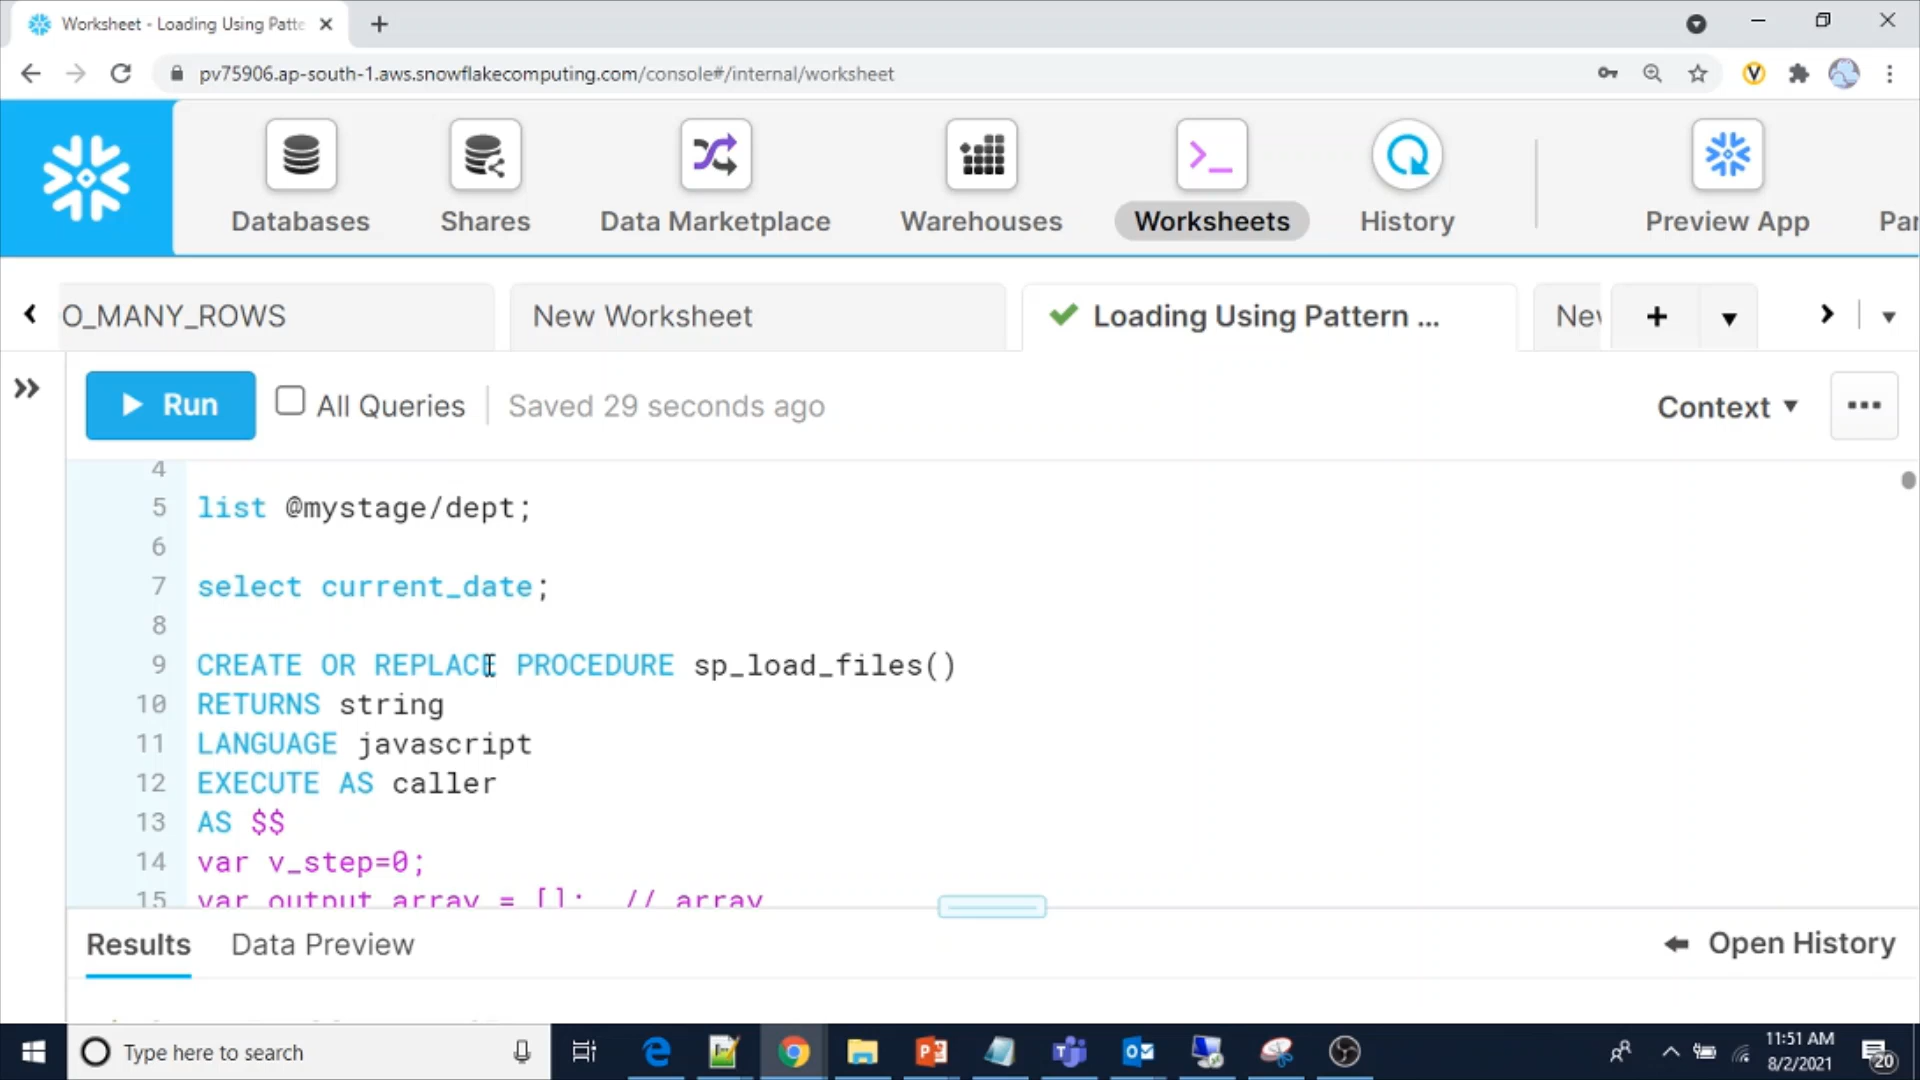 Worksheet - Loading Using Patte
pv75906.ap-south-1.aws.snowflakecomputing.com/console#/internal/worksheet
Databases
Shares
Data Marketplace
Warehouses
Worksheets
History
Preview App
Par
O_MANY_ROWS
New Worksheet
Loading Using Pattern ...
Nev
Run
All Queries
Saved 29 seconds ago
Context
4
5 list @mystage/dept;
6
7 select current_date;
8
9 CREATE OR REPLACE PROCEDURE sp_load_files()
10 RETURNS string
11 LANGUAGE javascript
12 EXECUTE AS caller
13 AS $$
14 var v_step=0;
15 var output_array = []; // array
Results
Data Preview
Open History
Type here to search
11:51 AM
8/2/2021
20